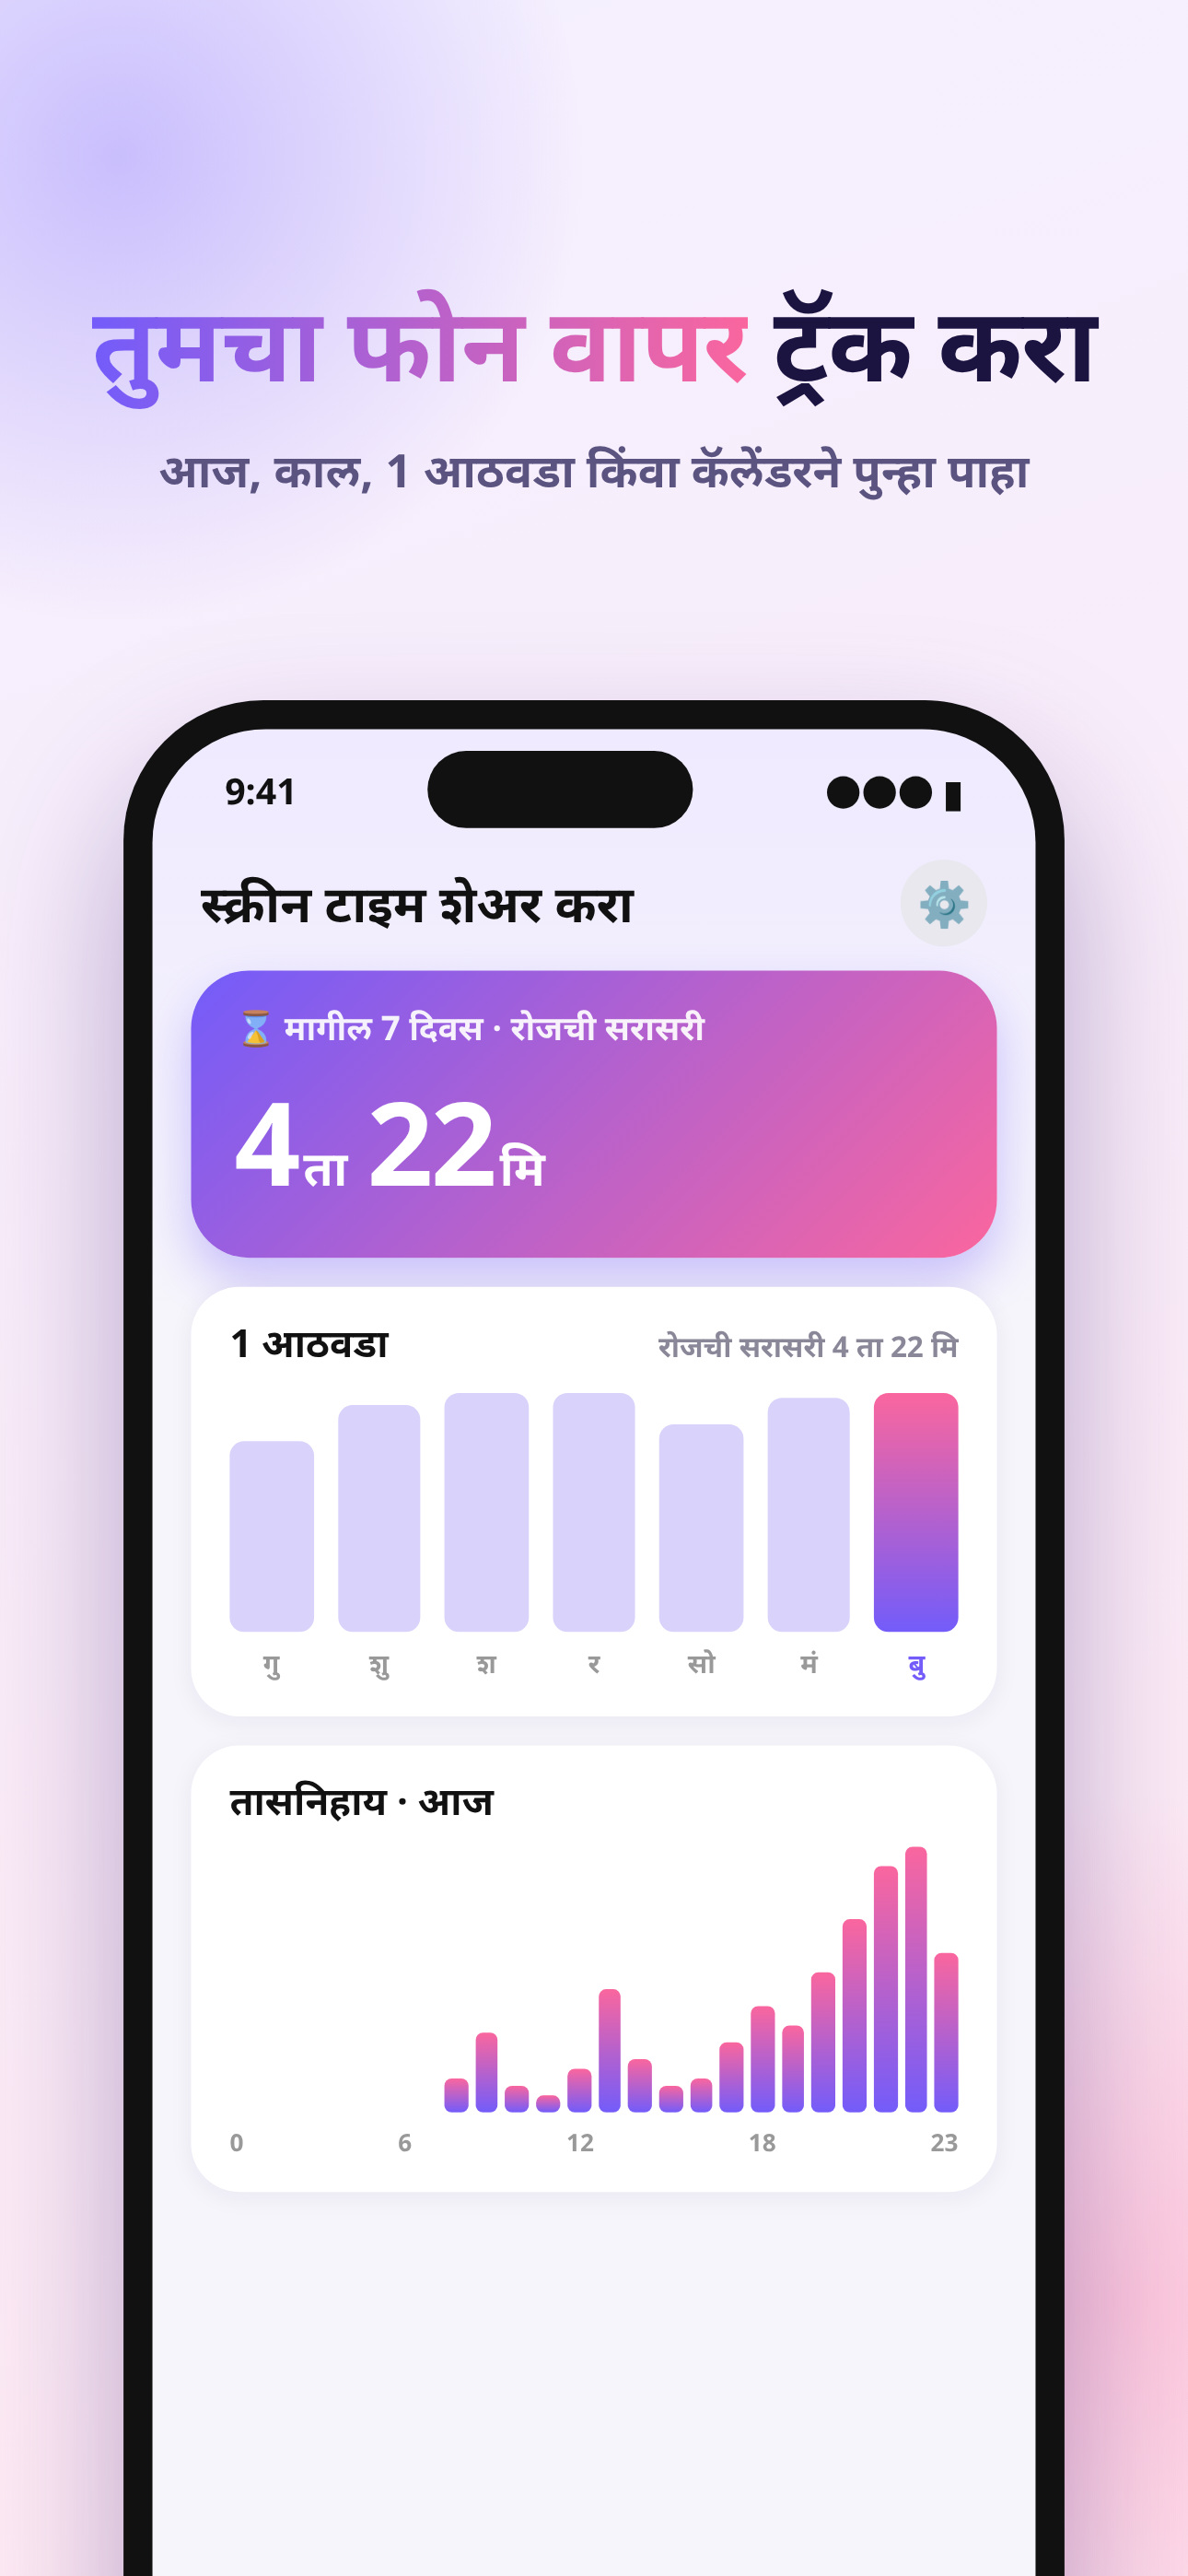 तुमचा फोन वापर ट्रॅक करा
आज, काल, 1 आठवडा किंवा कॅलेंडरने पुन्हा पाहा
9:41
स्क्रीन टाइम शेअर करा
मागील 7 दिवस · रोजची सरासरी
4ता 22मि
1 आठवडा रोजची सरासरी 4 ता 22 मि
गु शु श र सो मं बु
तासनिहाय · आज
0 6 12 18 23